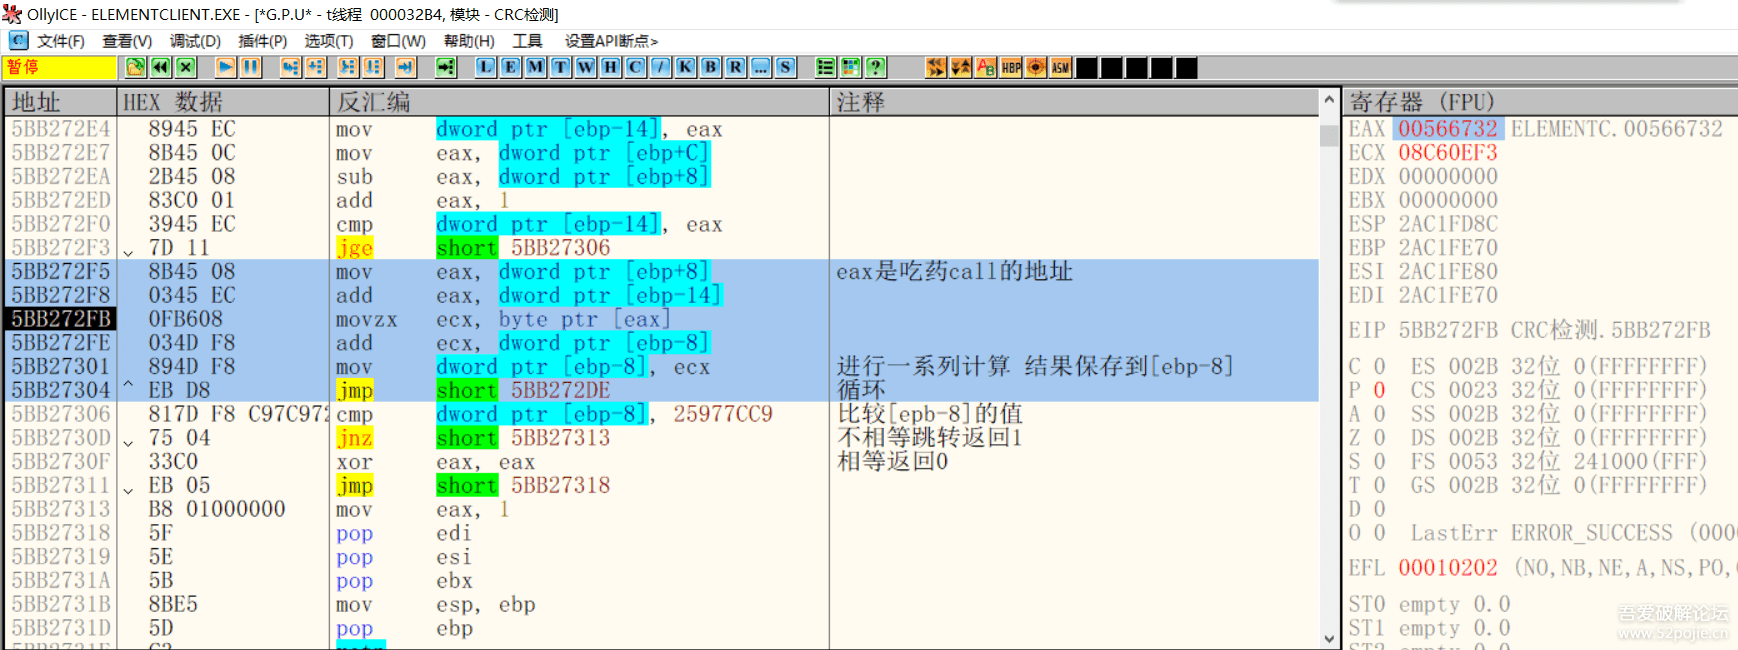 OllyICE - ELEMENTCLIENT.EXE - [*G.P.U* - t线程 000032B4, 模块 - CRC检测]
文件(F) 查看(V) 调试(D) 插件(P) 选项(T) 窗口(W) 帮助(H) 工具 设置API断点>
暂停 L E M T W H C / K B R ... S ? HBP ASM
地址 HEX 数据 反汇编 注释 寄存器 (FPU)
5BB272E4 8945 EC mov dword ptr [ebp-14], eax
5BB272E7 8B45 0C mov eax, dword ptr [ebp+C]
5BB272EA 2B45 08 sub eax, dword ptr [ebp+8]
5BB272ED 83C0 01 add eax, 1
5BB272F0 3945 EC cmp dword ptr [ebp-14], eax
5BB272F3 7D 11 jge short 5BB27306
5BB272F5 8B45 08 mov eax, dword ptr [ebp+8] eax是吃药call的地址
5BB272F8 0345 EC add eax, dword ptr [ebp-14]
5BB272FB 0FB608 movzx ecx, byte ptr [eax]
5BB272FE 034D F8 add ecx, dword ptr [ebp-8]
5BB27301 894D F8 mov dword ptr [ebp-8], ecx 进行一系列计算 结果保存到[ebp-8]
5BB27304 ^ EB D8 jmp short 5BB272DE 循环
5BB27306 817D F8 C97C972 cmp dword ptr [ebp-8], 25977CC9 比较[epb-8]的值
5BB2730D 75 04 jnz short 5BB27313 不相等跳转返回1
5BB2730F 33C0 xor eax, eax 相等返回0
5BB27311 EB 05 jmp short 5BB27318
5BB27313 B8 01000000 mov eax, 1
5BB27318 5F pop edi
5BB27319 5E pop esi
5BB2731A 5B pop ebx
5BB2731B 8BE5 mov esp, ebp
5BB2731D 5D pop ebp
EAX 00566732 ELEMENTC.00566732
ECX 08C60EF3
EDX 00000000
EBX 00000000
ESP 2AC1FD8C
EBP 2AC1FE70
ESI 2AC1FE80
EDI 2AC1FE70
EIP 5BB272FB CRC检测.5BB272FB
C 0 ES 002B 32位 0(FFFFFFFF)
P 0 CS 0023 32位 0(FFFFFFFF)
A 0 SS 002B 32位 0(FFFFFFFF)
Z 0 DS 002B 32位 0(FFFFFFFF)
S 0 FS 0053 32位 241000(FFF)
T 0 GS 002B 32位 0(FFFFFFFF)
D 0
O 0 LastErr ERROR_SUCCESS (000
EFL 00010202 (NO,NB,NE,A,NS,PO,
ST0 empty 0.0
ST1 empty 0.0
吾爱破解论坛
www.52pojie.cn